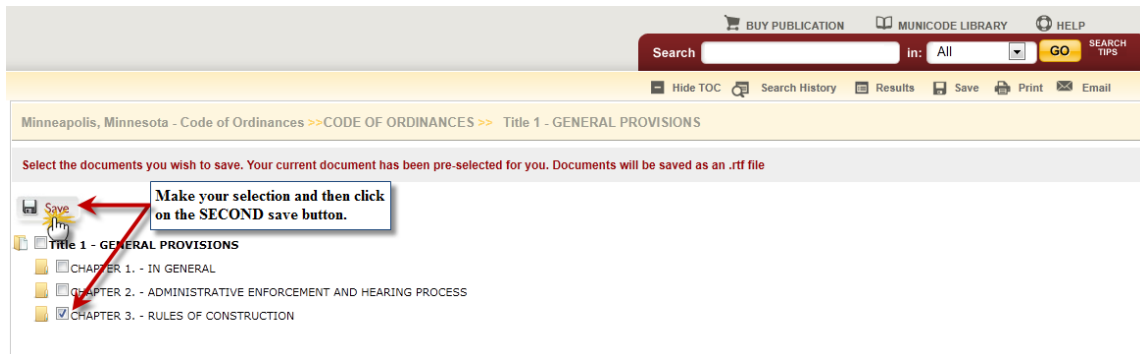 BUY PUBLICATION MUNICODE LIBRARY HELP
Search in: All GO SEARCH TIPS
Hide TOC Search History Results Save Print Email
Minneapolis, Minnesota - Code of Ordinances >>CODE OF ORDINANCES >> Title 1 - GENERAL PROVISIONS
Select the documents you wish to save. Your current document has been pre-selected for you. Documents will be saved as an .rtf file
Save
Make your selection and then click
on the SECOND save button.
Title 1 - GENERAL PROVISIONS
CHAPTER 1. - IN GENERAL
CHAPTER 2. - ADMINISTRATIVE ENFORCEMENT AND HEARING PROCESS
CHAPTER 3. - RULES OF CONSTRUCTION